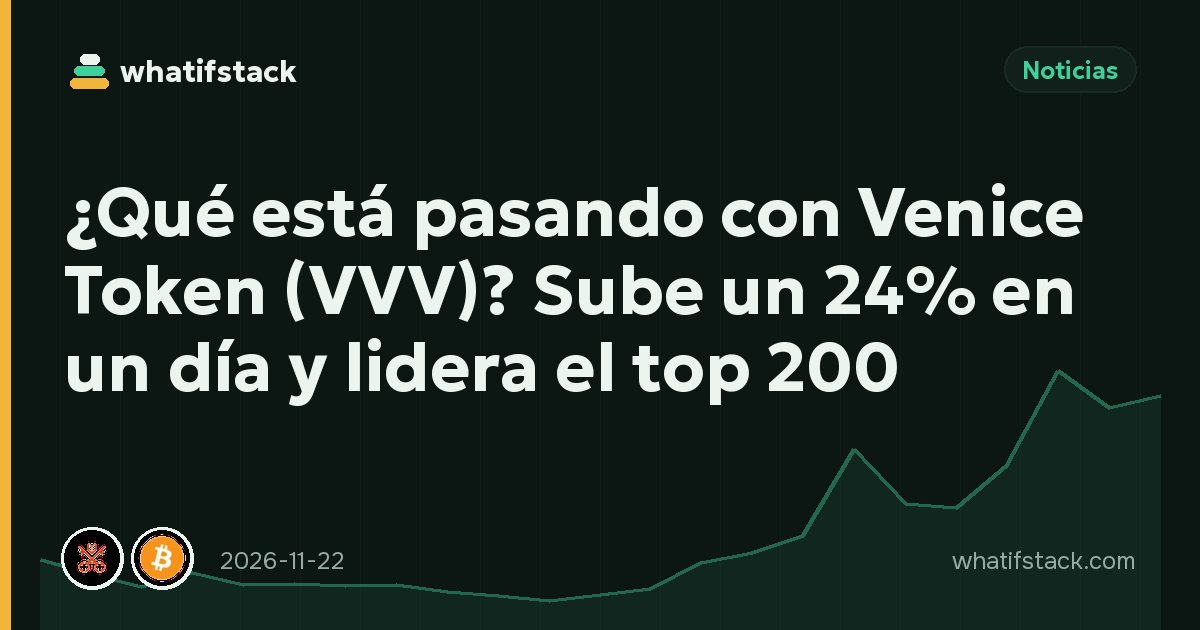 whatifstack
Noticias
¿Qué está pasando con Venice
Token (VVV)? Sube un 24% en
un día y lidera el top 200
2026-11-22
whatifstack.com